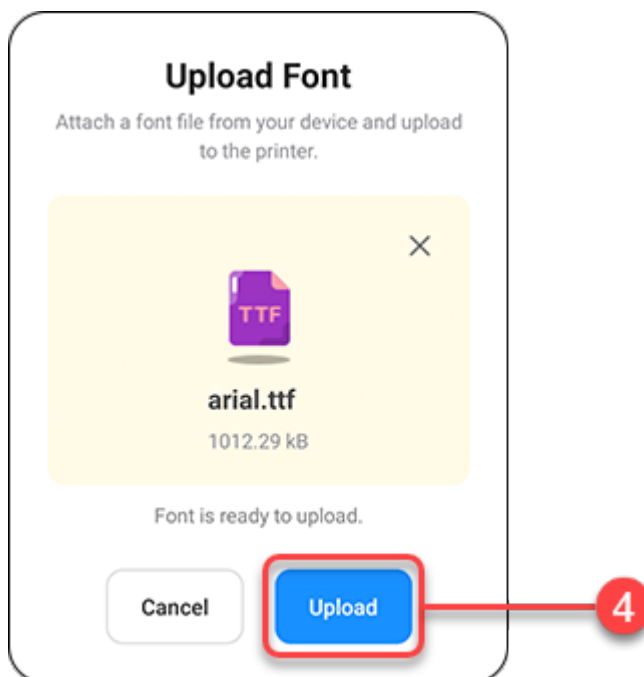 Upload Font
Attach a font file from your device and upload
to the printer.
TTF
arial.ttf
1012.29 kB
Font is ready to upload.
Cancel
Upload
4